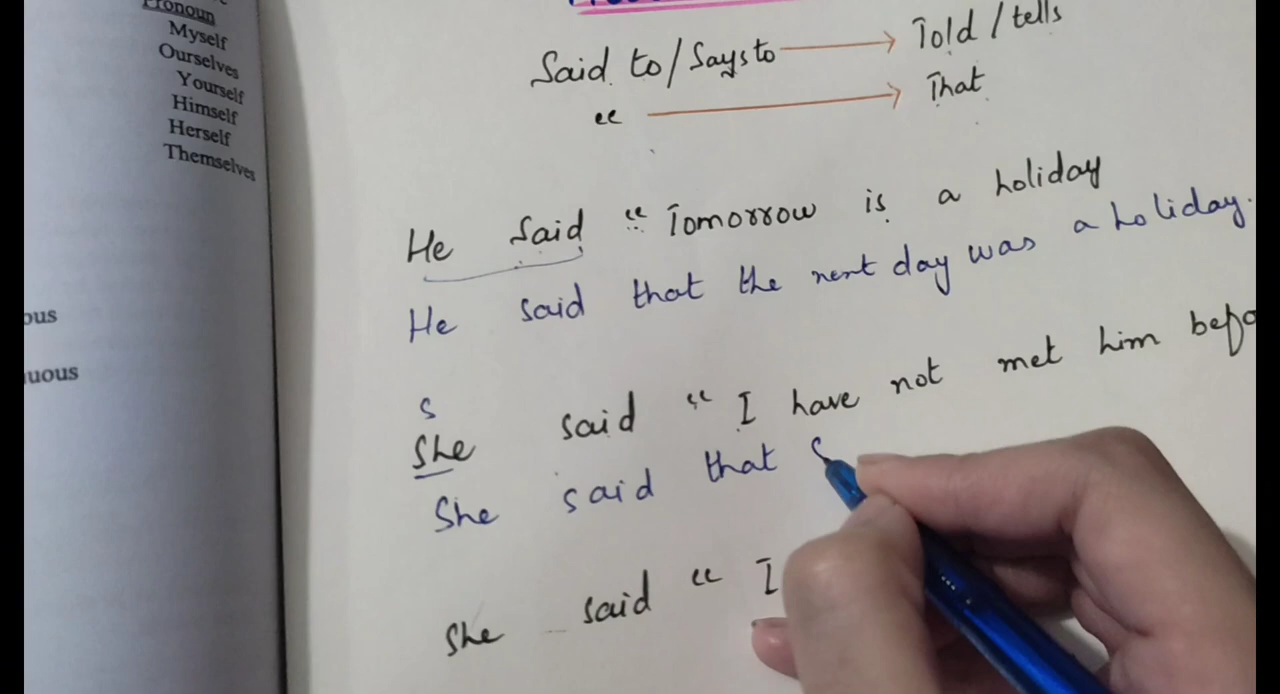 Pronoun
Myself
Ourselves
Yourself
Himself
Herself
Themselves
ous
uous
Said to/Says to → Told/tells
“ → That
He Said “ Tomorrow is a holiday
He said that the next day was a holiday.
S
She said “ I have not met him befo
She said that S
She said “ I